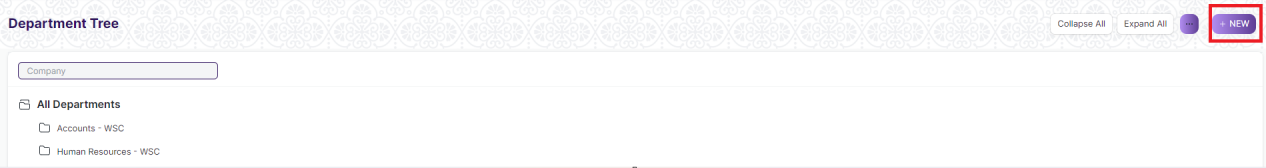 Department Tree
Collapse All
Expand All
...
+ NEW
Company
All Departments
Accounts - WSC
Human Resources - WSC